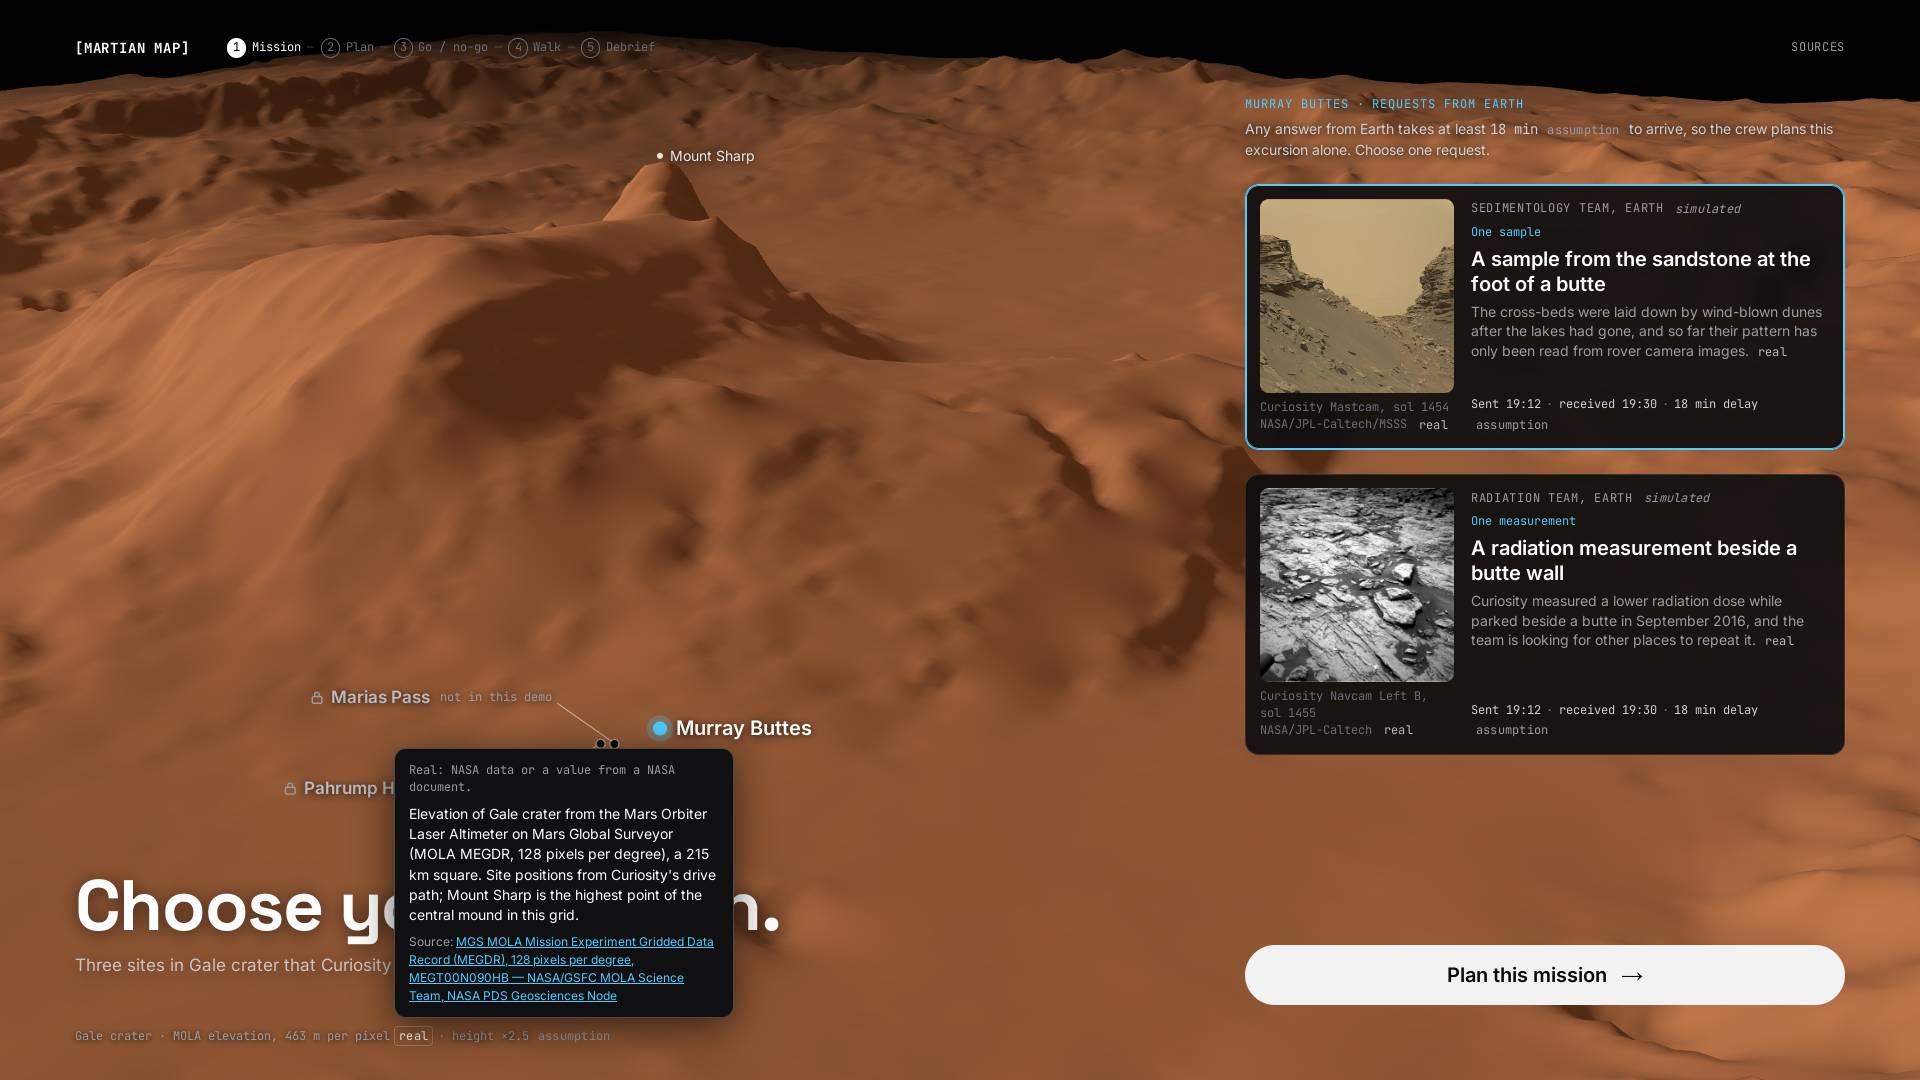 [MARTIAN MAP]
1 Mission — 2 Plan — 3 Go / no-go — 4 Walk — 5 Debrief
SOURCES
Mount Sharp
MURRAY BUTTES · REQUESTS FROM EARTH
Any answer from Earth takes at least 18 min assumption to arrive, so the crew plans this
excursion alone. Choose one request.
SEDIMENTOLOGY TEAM, EARTH simulated
One sample
A sample from the sandstone at the
foot of a butte
The cross-beds were laid down by wind-blown dunes
after the lakes had gone, and so far their pattern has
only been read from rover camera images. real
Sent 19:12 · received 19:30 · 18 min delay
assumption
Curiosity Mastcam, sol 1454
NASA/JPL-Caltech/MSSS real
RADIATION TEAM, EARTH simulated
One measurement
A radiation measurement beside a
butte wall
Curiosity measured a lower radiation dose while
parked beside a butte in September 2016, and the
team is looking for other places to repeat it. real
Sent 19:12 · received 19:30 · 18 min delay
assumption
Curiosity Navcam Left B,
sol 1455
NASA/JPL-Caltech real
Marias Pass not in this demo
Murray Buttes
Pahrump H
Real: NASA data or a value from a NASA
document.
Elevation of Gale crater from the Mars Orbiter
Laser Altimeter on Mars Global Surveyor
(MOLA MEGDR, 128 pixels per degree), a 215
km square. Site positions from Curiosity's drive
path; Mount Sharp is the highest point of the
central mound in this grid.
Source: MGS MOLA Mission Experiment Gridded Data
Record (MEGDR), 128 pixels per degree,
MEGT00N090HB — NASA/GSFC MOLA Science
Team, NASA PDS Geosciences Node
Choose
Three sites in Gale crater that Curiosity
Gale crater · MOLA elevation, 463 m per pixel real · height ×2.5 assumption
Plan this mission →